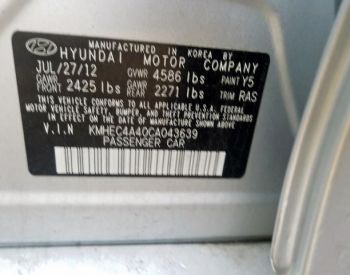 MANUFACTURED IN KOREA BY
HYUNDAI MOTOR COMPANY
JUL/27/12 GVWR 4586 lbs PAINT Y5
GAWR FRONT 2425 lbs GAWR REAR 2271 lbs TRIM RAS
THIS VEHICLE CONFORMS TO ALL APPLICABLE U.S.A. FEDERAL
MOTOR VEHICLE SAFETY, BUMPER, AND THEFT PREVENTION
STANDARDS IN EFFECT ON THE DATE OF MANUFACTURE SHOWN ABOVE.
V.I.N KMHEC4A40CA043639
PASSENGER CAR